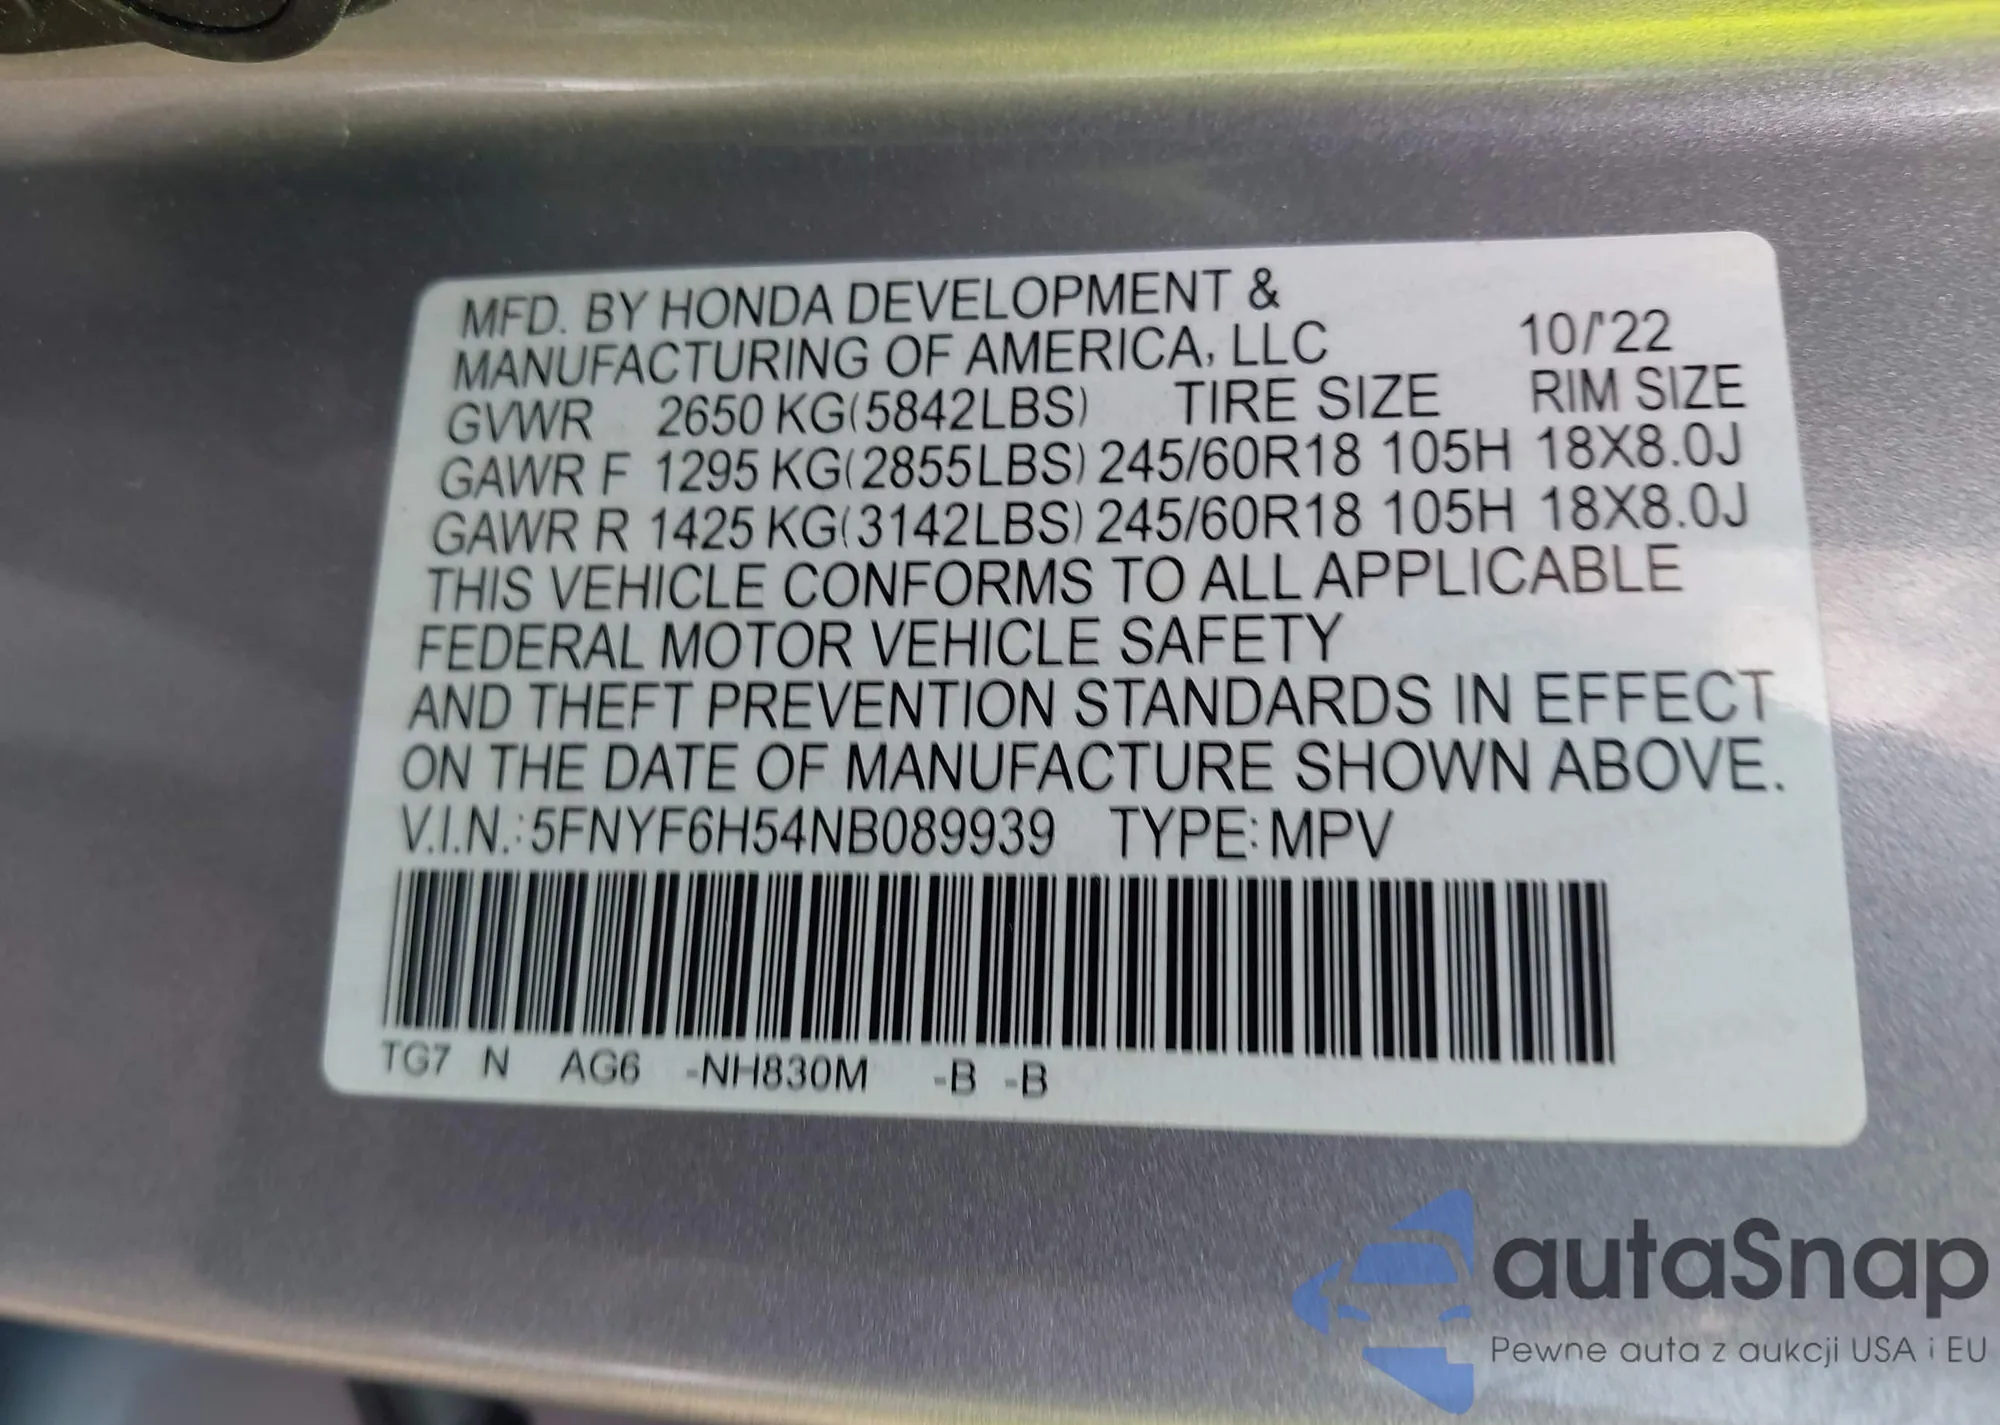 MFD. BY HONDA DEVELOPMENT &
MANUFACTURING OF AMERICA, LLC 10/'22
GVWR 2650 KG(5842LBS) TIRE SIZE RIM SIZE
GAWR F 1295 KG(2855LBS) 245/60R18 105H 18X8.0J
GAWR R 1425 KG(3142LBS) 245/60R18 105H 18X8.0J
THIS VEHICLE CONFORMS TO ALL APPLICABLE
FEDERAL MOTOR VEHICLE SAFETY
AND THEFT PREVENTION STANDARDS IN EFFECT
ON THE DATE OF MANUFACTURE SHOWN ABOVE.
V.I.N.:5FNYF6H54NB089939 TYPE:MPV
TG7 N AG6 -NH830M -B -B
autaSnap
Pewne auta z aukcji USA i EU